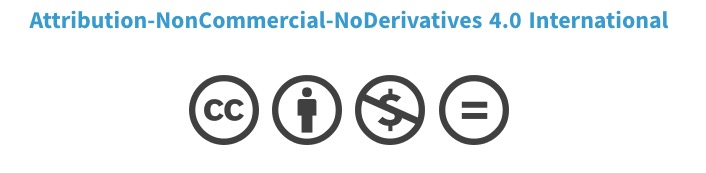 Attribution-NonCommercial-NoDerivatives 4.0 International
cc $ =